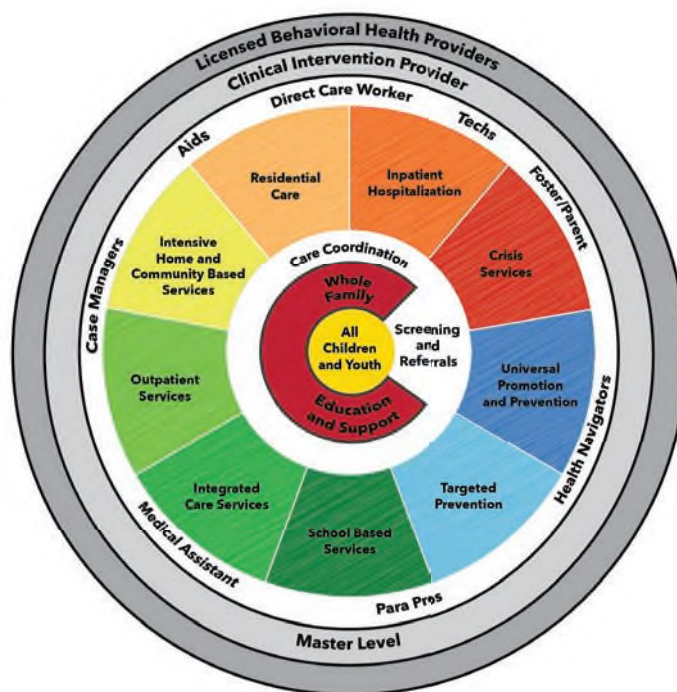 Licensed Behavioral Health Providers
Clinical Intervention Provider
Direct Care Worker
Techs
Foster/Parent
Health Navigators
Para Pros
Medical Assistant
Case Managers
Aids
Master Level
Residential
Care
Inpatient
Hospitalization
Crisis
Services
Universal
Promotion
and Prevention
Targeted
Prevention
School Based
Services
Integrated
Care Services
Outpatient
Services
Intensive
Home and
Community Based
Services
Care Coordination
Whole
Family
All
Children
and Youth
Education
and Support
Screening
and
Referrals